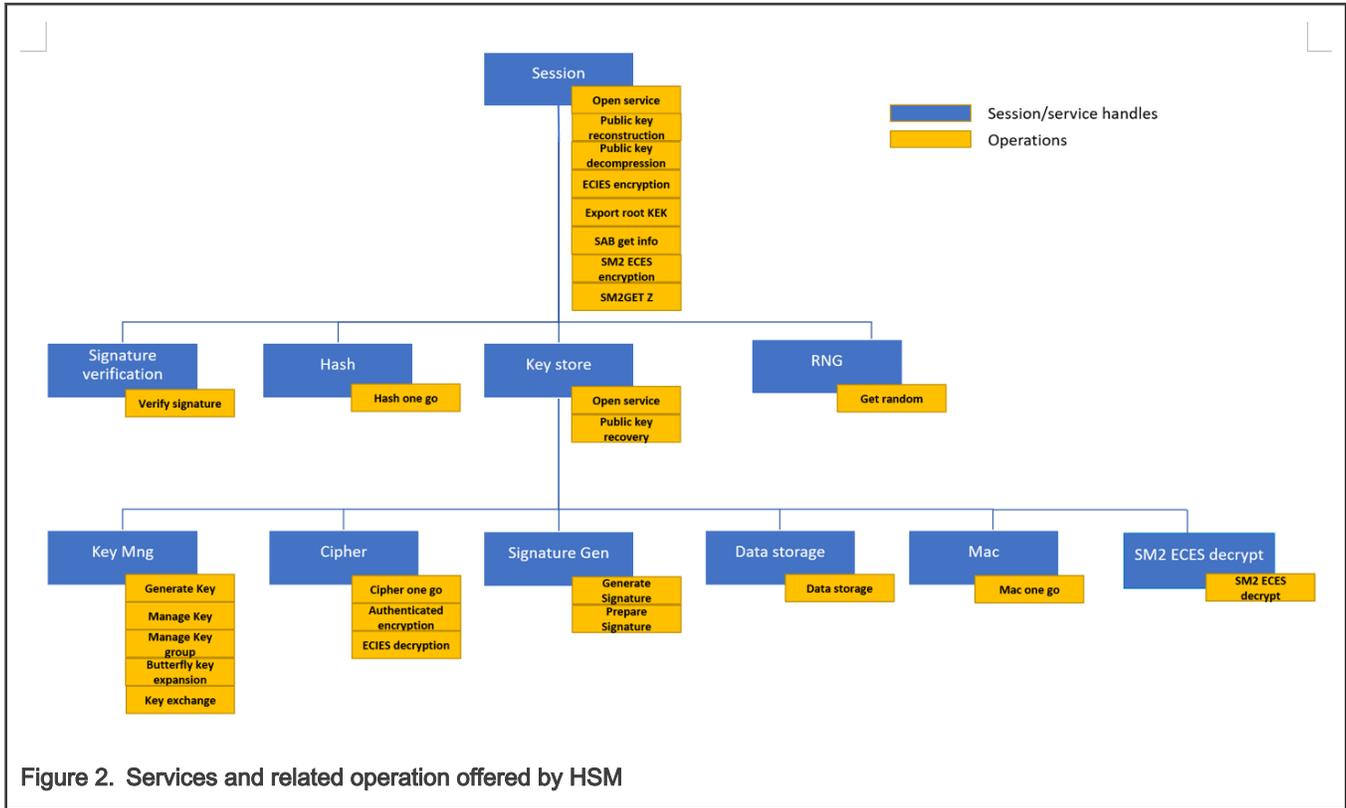 Session
Open service
Public key
reconstruction
Public key
decompression
ECIES encryption
Export root KEK
SAB get info
SM2 ECES
encryption
SM2GET Z
Session/service handles
Operations
Signature
verification
Verify signature
Hash
Hash one go
Key store
Open service
Public key
recovery
RNG
Get random
Key Mng
Generate Key
Manage Key
Manage Key
group
Butterfly key
expansion
Key exchange
Cipher
Cipher one go
Authenticated
encryption
ECIES decryption
Signature Gen
Generate
Signature
Prepare
Signature
Data storage
Data storage
Mac
Mac one go
SM2 ECES decrypt
SM2 ECES
decrypt
Figure 2. Services and related operation offered by HSM